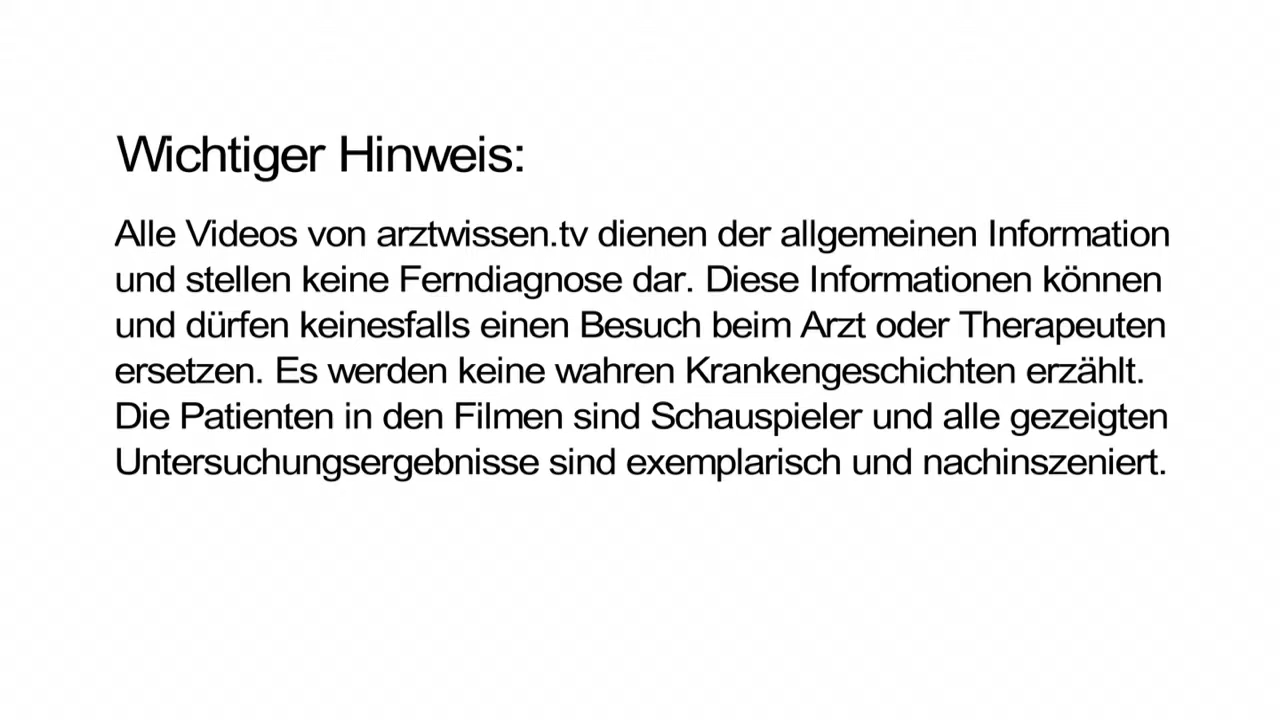 Wichtiger Hinweis:
Alle Videos von arztwissen.tv dienen der allgemeinen Information
und stellen keine Ferndiagnose dar. Diese Informationen können
und dürfen keinesfalls einen Besuch beim Arzt oder Therapeuten
ersetzen. Es werden keine wahren Krankengeschichten erzählt.
Die Patienten in den Filmen sind Schauspieler und alle gezeigten
Untersuchungsergebnisse sind exemplarisch und nachinszeniert.